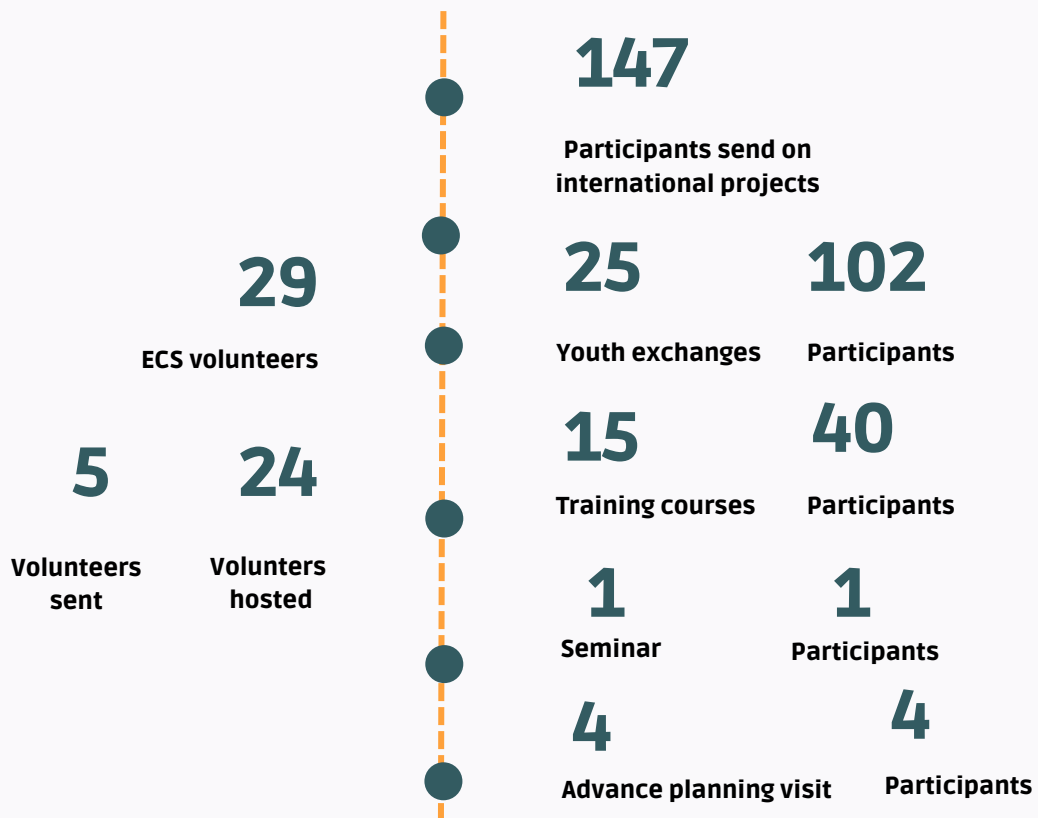 147
Participants send on
international projects
29
ECS volunteers
5
24
Volunteers
sent
Volunters
hosted
25
102
Youth exchanges
Participants
15
40
Training courses
Participants
1
1
Seminar
Participants
4
4
Advance planning visit
Participants